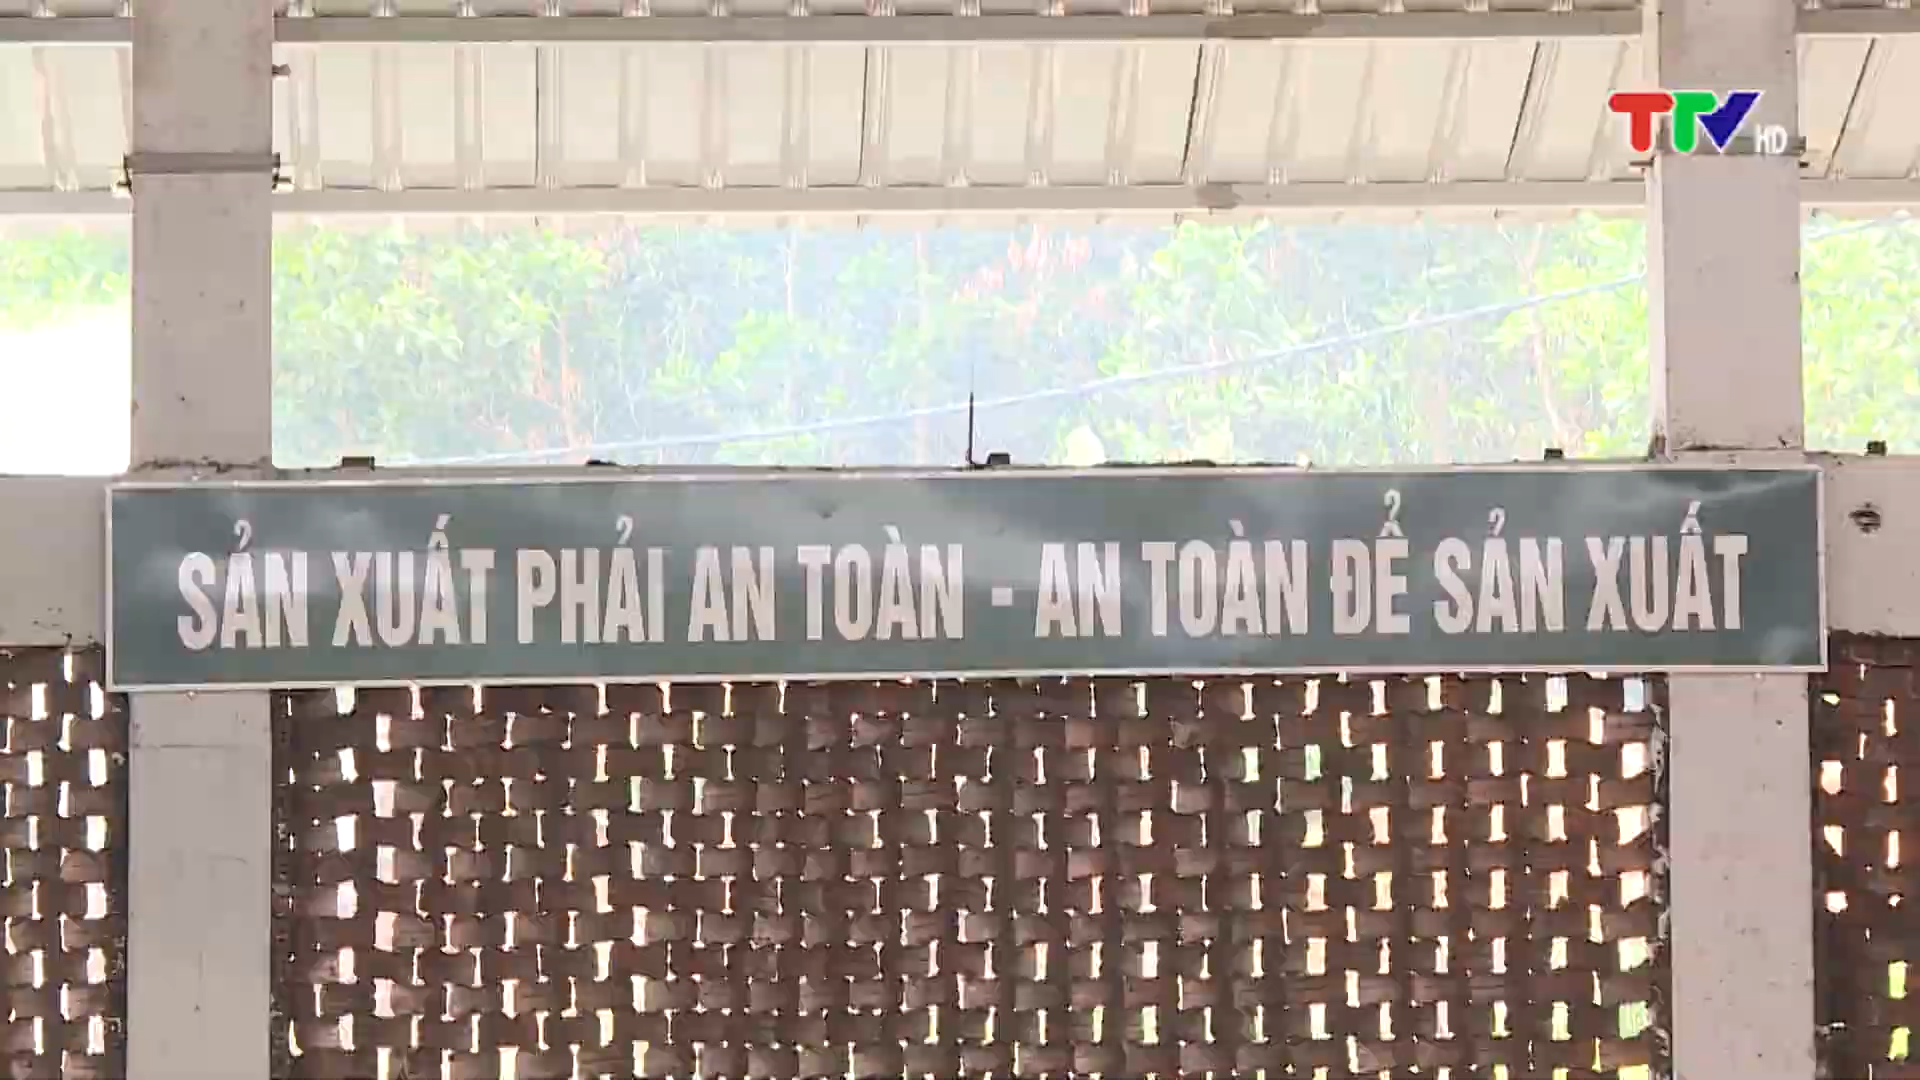 TTV HD
SẢN XUẤT PHẢI AN TOÀN - AN TOÀN ĐỂ SẢN XUẤT